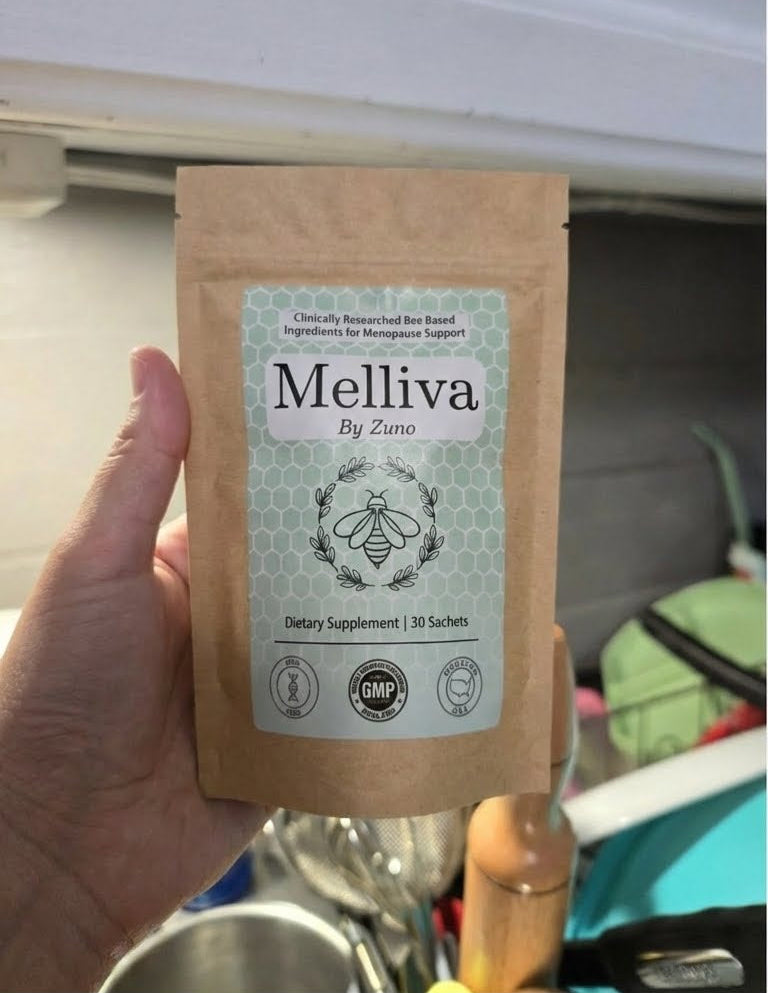 Clinically Researched Bee Based
Ingredients for Menopause Support
Melliva
By Zuno
Dietary Supplement | 30 Sachets
GMP